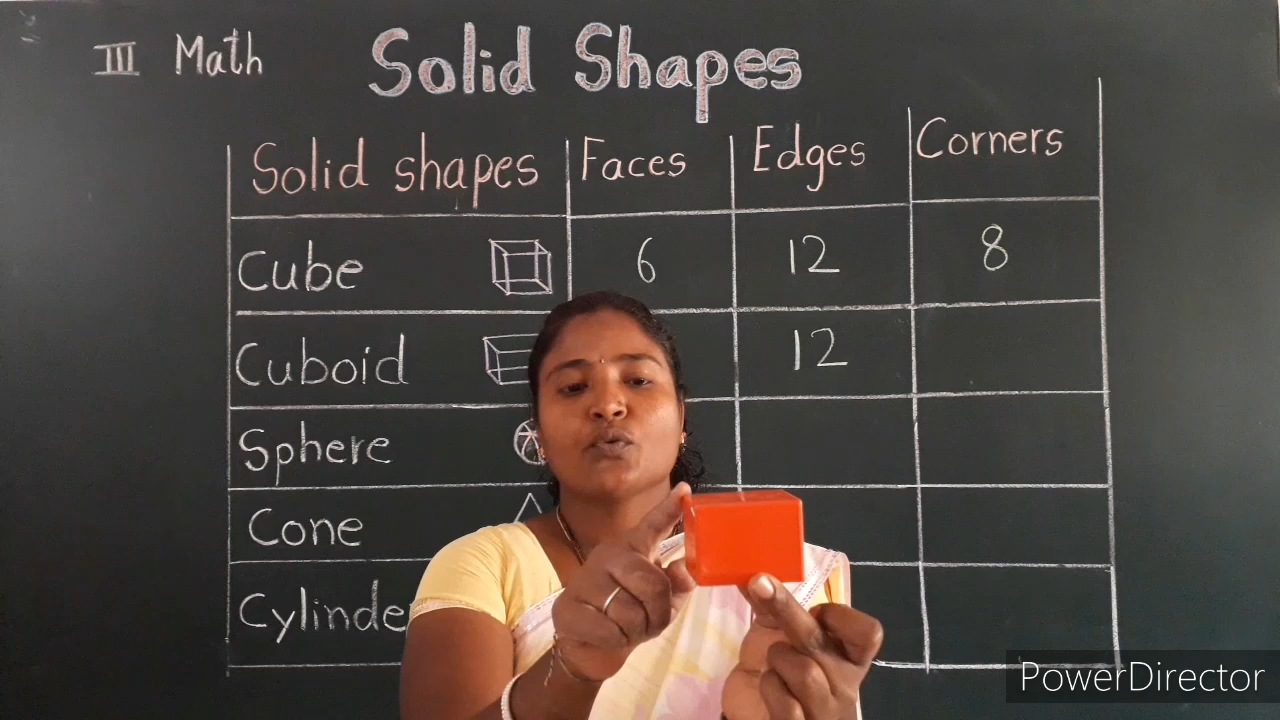 III Math
Solid Shapes
Solid shapes Faces Edges Corners
Cube 6 12 8
Cuboid 12
Sphere
Cone
Cylinde
PowerDirector